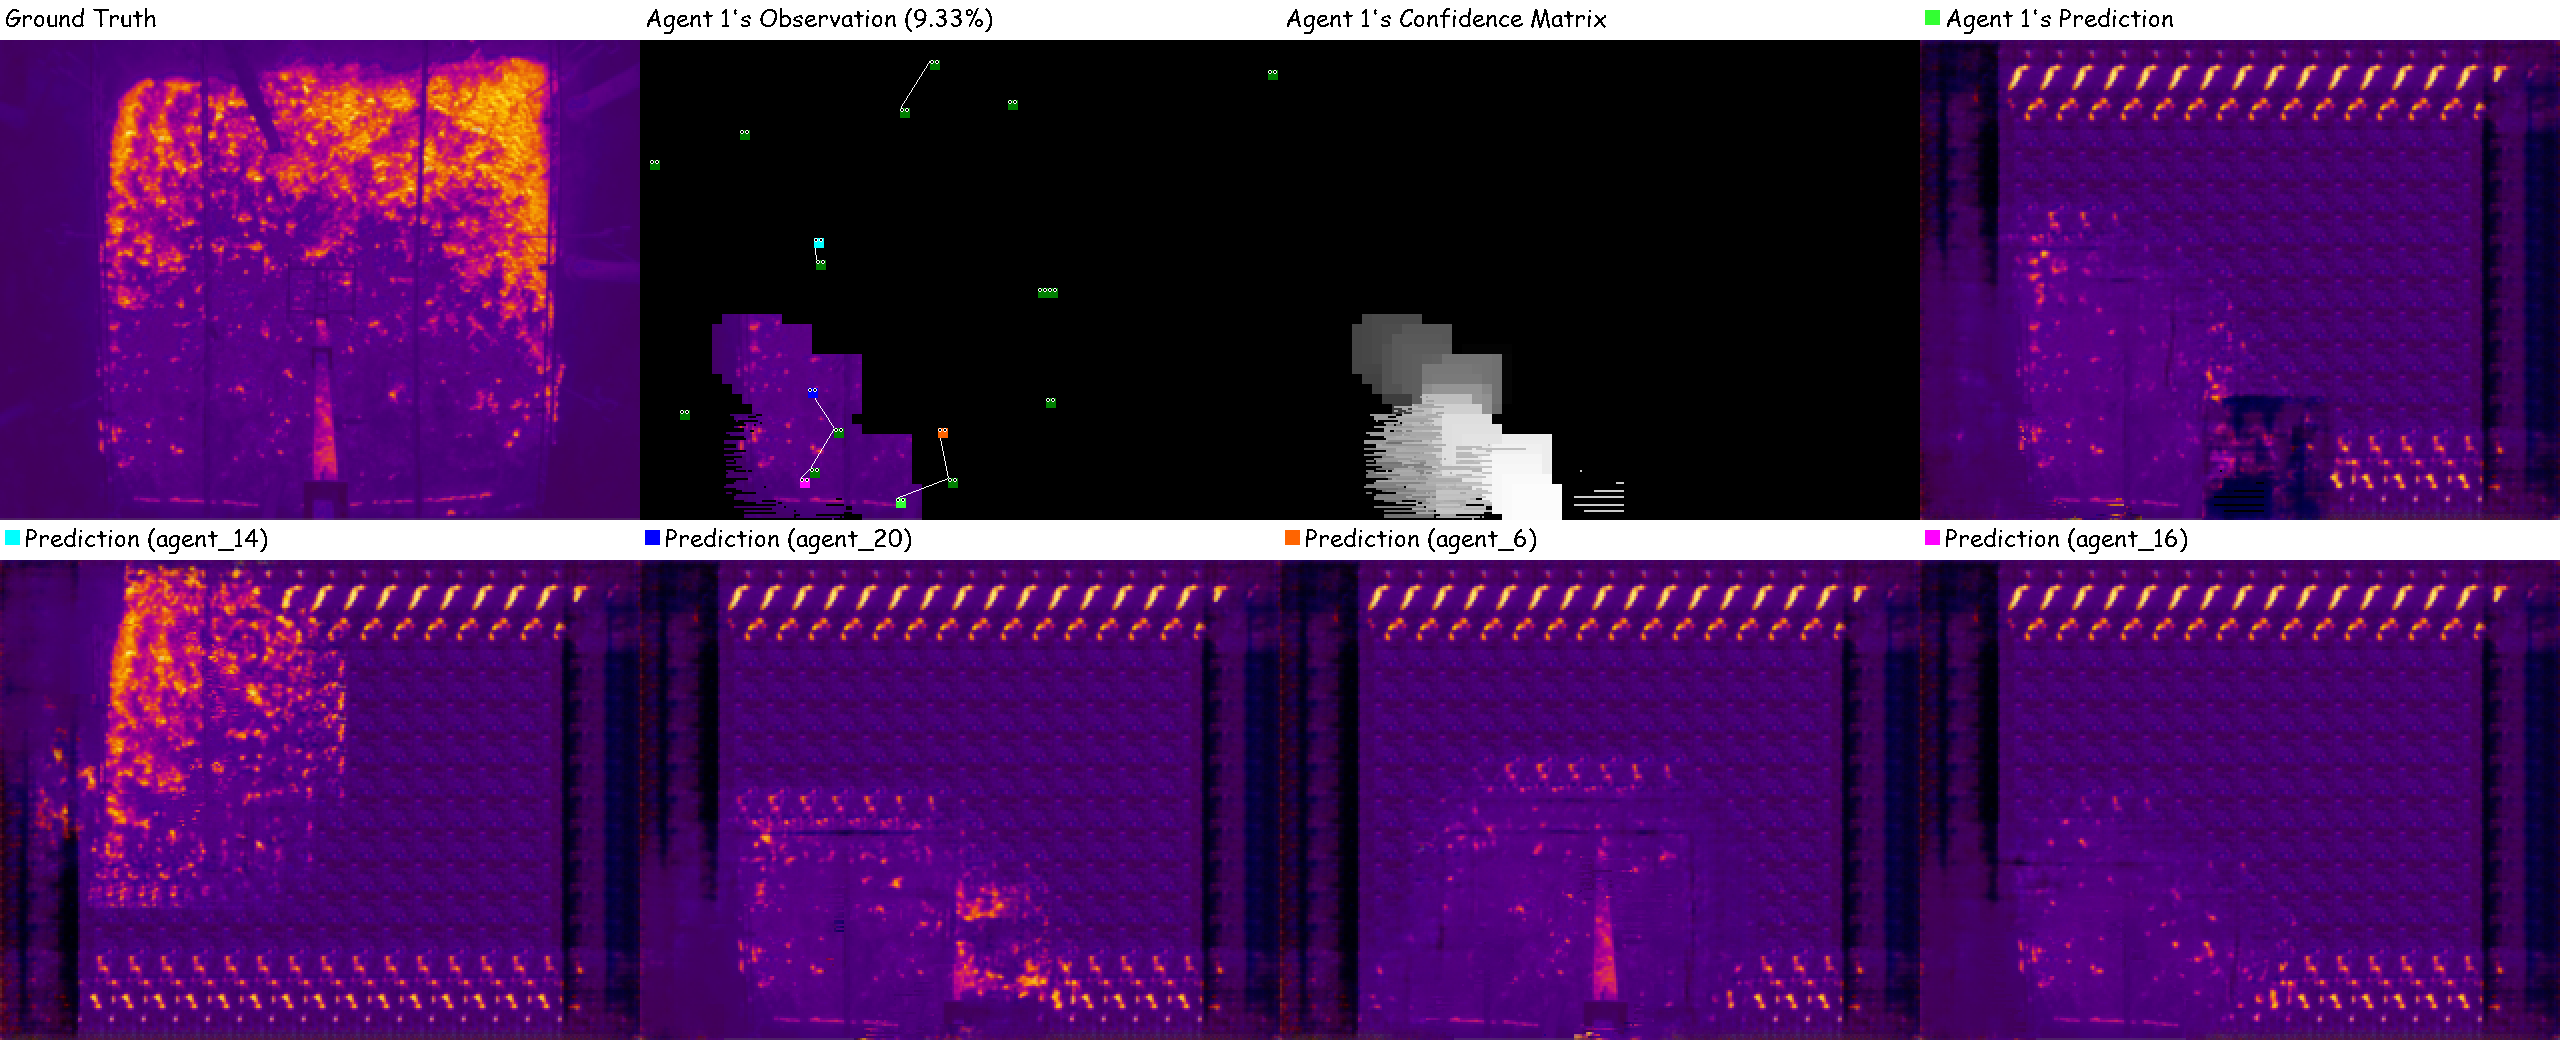 Ground Truth
Agent 1's Observation (9.33%)
Agent 1's Confidence Matrix
Agent 1's Prediction
Prediction (agent_14)
Prediction (agent_20)
Prediction (agent_6)
Prediction (agent_16)